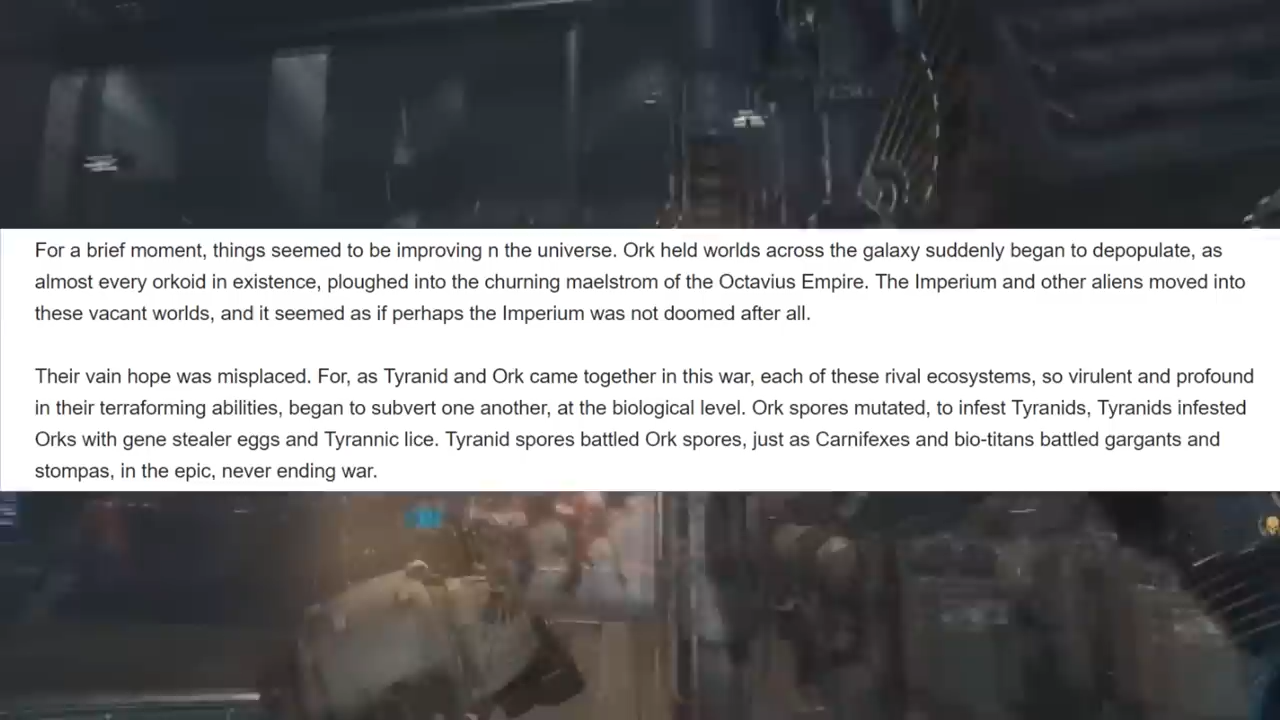 For a brief moment, things seemed to be improving n the universe. Ork held worlds across the galaxy suddenly began to depopulate, as
almost every orkoid in existence, ploughed into the churning maelstrom of the Octavius Empire. The Imperium and other aliens moved into
these vacant worlds, and it seemed as if perhaps the Imperium was not doomed after all.
Their vain hope was misplaced. For, as Tyranid and Ork came together in this war, each of these rival ecosystems, so virulent and profound
in their terraforming abilities, began to subvert one another, at the biological level. Ork spores mutated, to infest Tyranids, Tyranids infested
Orks with gene stealer eggs and Tyrannic lice. Tyranid spores battled Ork spores, just as Carnifexes and bio-titans battled gargants and
stompas, in the epic, never ending war.